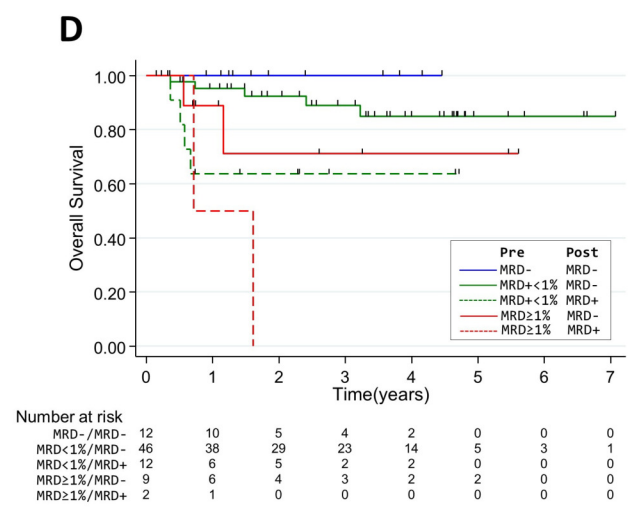 D
1.00
0.80
0.60
0.40
0.20
0.00
Overall Survival
Pre Post
MRD- MRD-
MRD+<1% MRD-
MRD+<1% MRD+
MRD≥1% MRD-
MRD≥1% MRD+
0 1 2 3 4 5 6 7
Time(years)
Number at risk
MRD-/MRD- 12 10 5 4 2 0 0 0
MRD<1%/MRD- 46 38 29 23 14 5 3 1
MRD<1%/MRD+ 12 6 5 2 2 0 0 0
MRD≥1%/MRD- 9 6 4 3 2 2 0 0
MRD≥1%/MRD+ 2 1 0 0 0 0 0 0